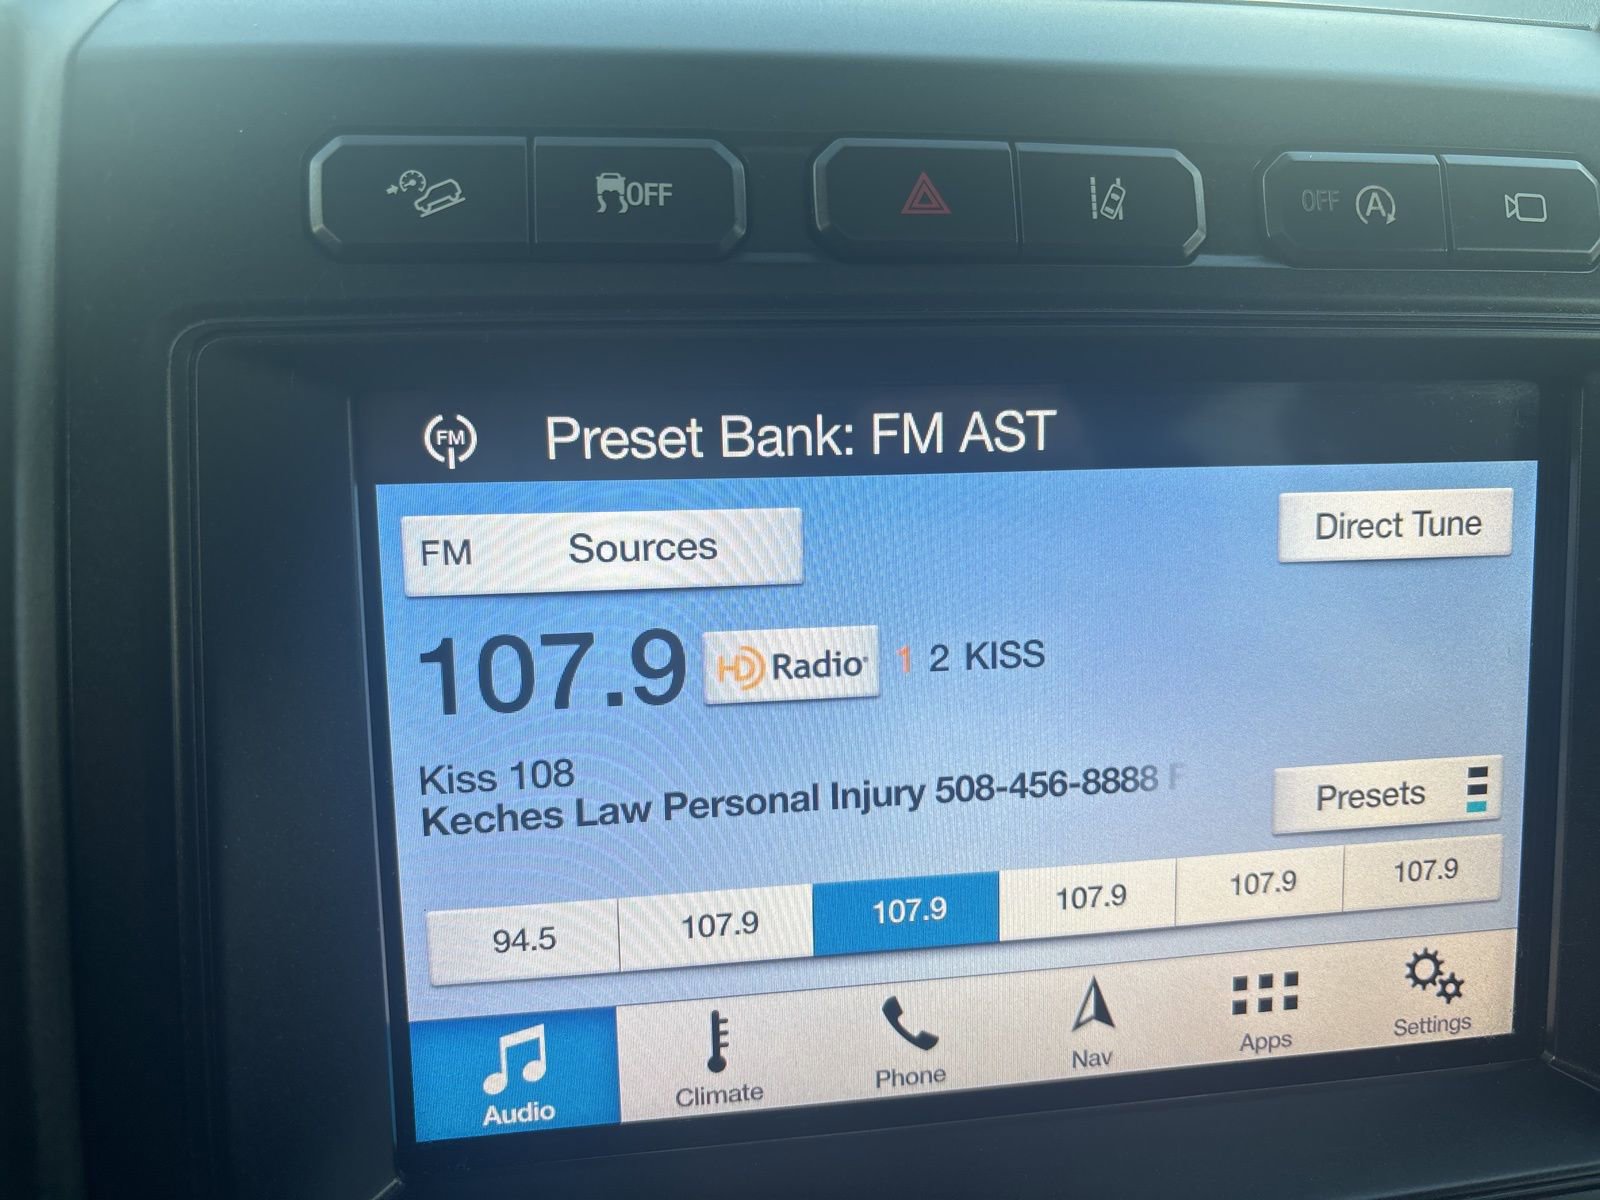 OFF
OFF A
FM Preset Bank: FM AST
FM Sources
Direct Tune
107.9 HD Radio 1 2 KISS
Kiss 108
Keches Law Personal Injury 508-456-8888
Presets
94.5 107.9 107.9 107.9 107.9 107.9
Audio Climate Phone Nav Apps Settings